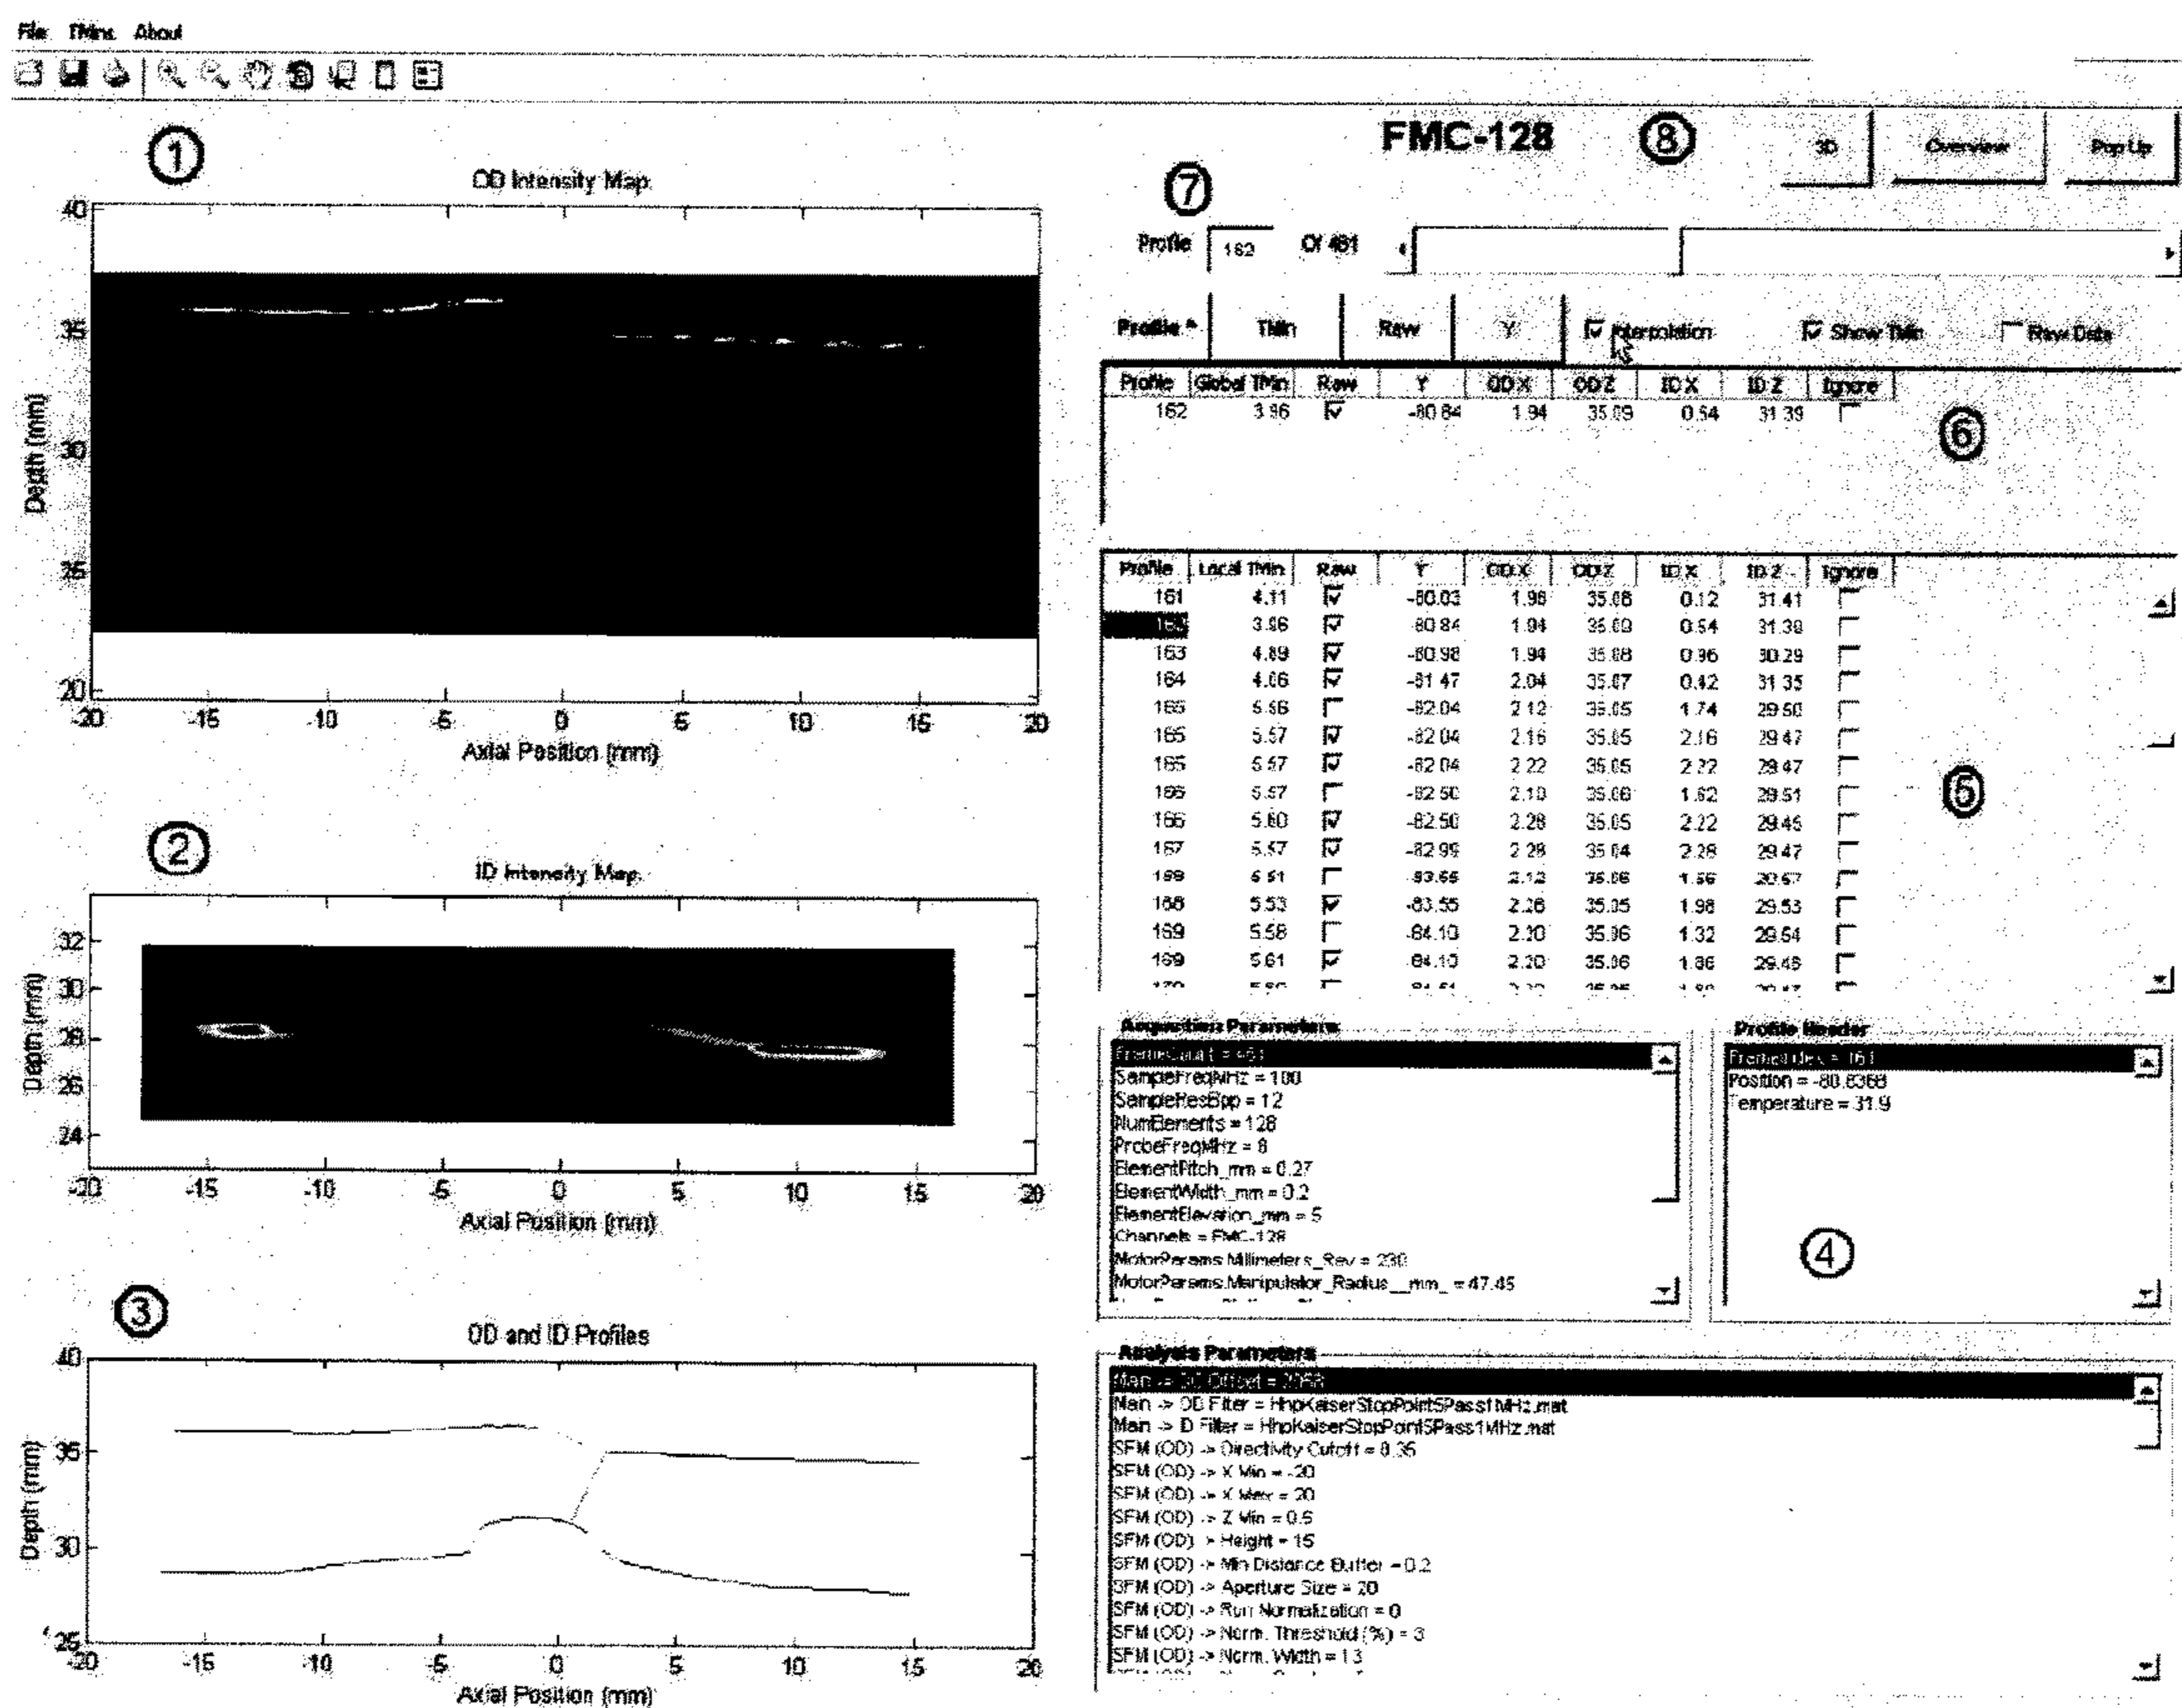 File TMins About
FMC-128
8
3D Overview Pop Up
1
OD Intensity Map
40
35
30
25
20
Depth (mm)
-20 -15 -10 -5 0 5 10 15 20
Axial Position (mm)
2
ID Intensity Map
32
30
28
26
24
Depth (mm)
-20 -15 -10 -5 0 5 10 15 20
Axial Position (mm)
3
OD and ID Profiles
40
35
30
25
Depth (mm)
-20 -15 -10 -5 0 5 10 15 20
Axial Position (mm)
7
Profile 162 Of 461
Profile * TMin Raw Y Interpolation Show TMin Raw Data
Profile Global TMin Raw Y OD X OD Z ID X ID Z Ignore
162 3.96 -80.84 1.94 35.09 0.54 31.39
6
Profile Local TMin Raw Y OD X OD Z ID X ID Z Ignore
161 4.11 -80.03 1.98 35.08 0.12 31.41
162 3.96 -80.84 1.94 35.09 0.54 31.39
163 4.89 -80.98 1.94 35.08 0.96 30.29
164 4.06 -81.47 2.04 35.07 0.42 31.35
165 5.56 -82.04 2.12 35.05 1.74 29.50
165 5.57 -82.04 2.16 35.05 2.16 29.47
165 5.57 -82.04 2.22 35.05 2.22 29.47
166 5.57 -82.50 35.06 1.62 29.51
166 5.60 -82.50 2.28 35.05 2.22 29.45
167 5.57 -82.99 2.28 35.04 2.28 29.47
5.51 2.12 35.06 1.56
168 5.53 -83.55 2.26 35.05 1.98 29.53
169 5.58 -84.10 35.06 1.32 29.54
169 5.61 -84.10 35.06 1.86
5
Acquisition Parameters
FrameCount = 461
SampleFreqMHz = 100
SampleResBpp = 12
NumElements = 128
ProbeFreqMHz = 8
ElementPitch_mm = 0.27
ElementWidth_mm = 0.2
ElementElevation_mm = 5
Channels = FMC-128
MotorParams.Millimeters_Rev = 230
MotorParams.Manipulator_Radius__mm_ = 47.45
Profile Header
FrameIndex = 161
Position = -80.8368
Temperature = 31.9
4
Analysis Parameters
Main -> DC Offset =
Main -> OD Filter = HhpKaiserStopPoint5Pass1MHz.mat
Main -> ID Filter = HhpKaiserStopPoint5Pass1MHz.mat
SFM (OD) -> Directivity Cutoff = 0.35
SFM (OD) -> X Min = -20
SFM (OD) -> X Max = 20
SFM (OD) -> Z Min = 0.5
SFM (OD) -> Height = 15
SFM (OD) -> Min Distance Buffer = 0.2
SFM (OD) -> Aperture Size = 20
SFM (OD) -> Run Normalization = 0
SFM (OD) -> Norm. Threshold (%) = 3
SFM (OD) -> Norm. Width = 13